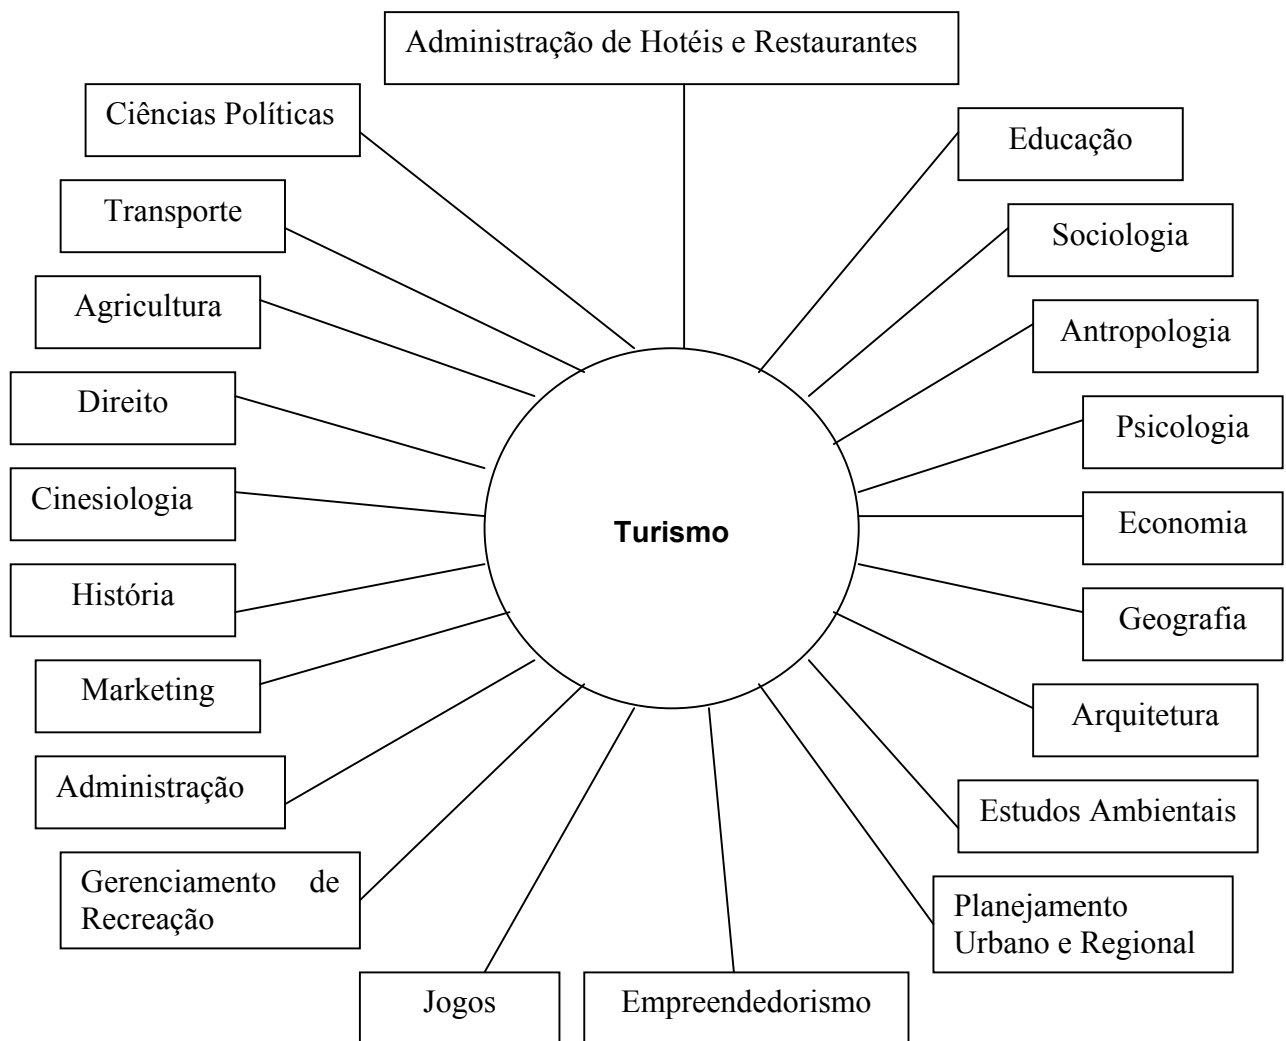 Administração de Hotéis e Restaurantes
Ciências Políticas
Educação
Transporte
Sociologia
Agricultura
Antropologia
Direito
Psicologia
Cinesiologia
Economia
Turismo
História
Geografia
Marketing
Arquitetura
Administração
Estudos Ambientais
Gerenciamento de
Recreação
Planejamento
Urbano e Regional
Jogos
Empreendedorismo